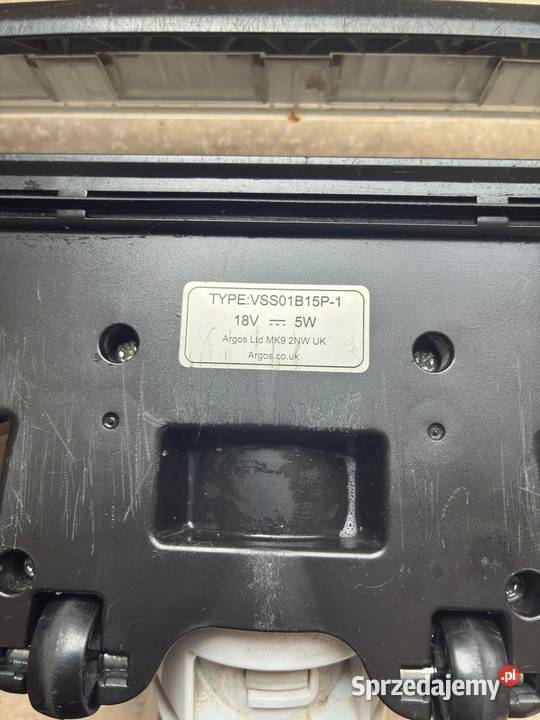 TYPE:VSS01B15P-1
18V ⎓ 5W
Argos Ltd MK9 2NW UK
Argos.co.uk
Sprzedajemy.pl